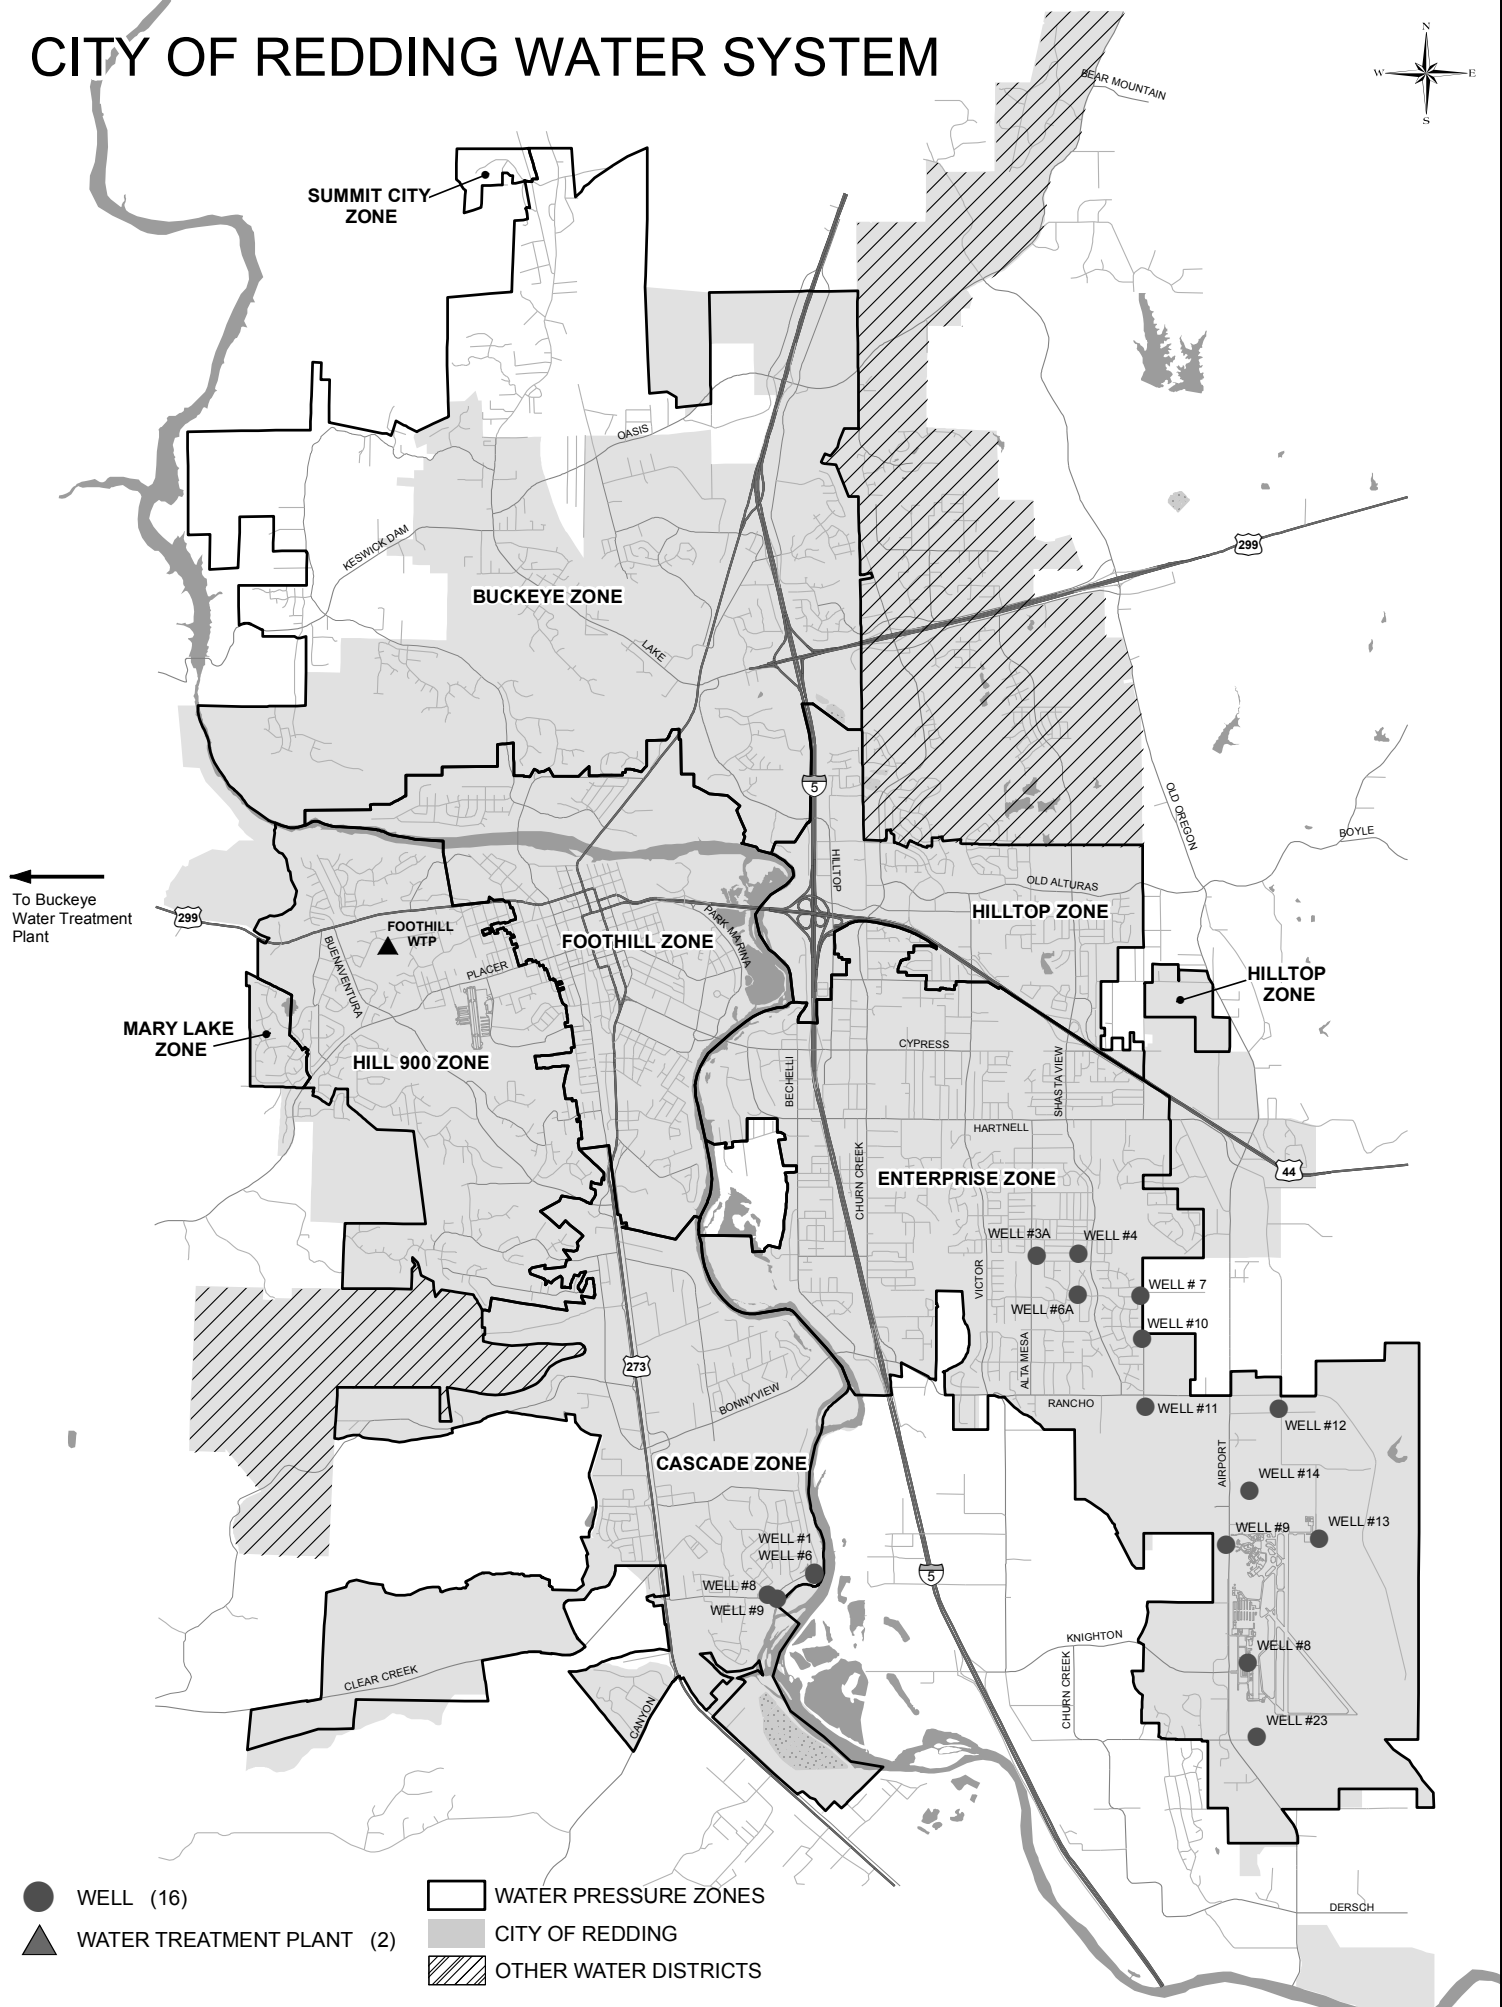 CITY OF REDDING WATER SYSTEM
N
W
E
S
BEAR MOUNTAIN
SUMMIT CITY
ZONE
OASIS
KESWICK DAM
299
BUCKEYE ZONE
LAKE
5
OLD OREGON
BOYLE
HILLTOP
OLD ALTURAS
To Buckeye
Water Treatment
Plant
299
FOOTHILL
WTP
HILLTOP ZONE
PARK MARINA
FOOTHILL ZONE
BUENAVENTURA
PLACER
HILLTOP
ZONE
MARY LAKE
ZONE
HILL 900 ZONE
CYPRESS
BECHELLI
SHASTA VIEW
HARTNELL
CHURN CREEK
ENTERPRISE ZONE
44
WELL #3A
WELL #4
VICTOR
WELL # 7
WELL #6A
WELL #10
ALTA MESA
273
BONNYVIEW
RANCHO
WELL #11
WELL #12
CASCADE ZONE
AIRPORT
WELL #14
WELL #1
WELL #6
WELL #9
WELL #13
5
WELL #8
WELL #9
KNIGHTON
CHURN CREEK
WELL #8
CLEAR CREEK
CANYON
WELL #23
WELL (16)
WATER TREATMENT PLANT (2)
WATER PRESSURE ZONES
CITY OF REDDING
OTHER WATER DISTRICTS
DERSCH